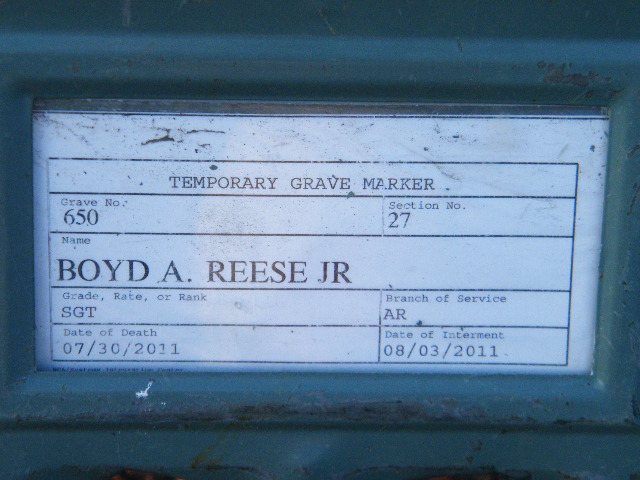 TEMPORARY GRAVE MARKER
Grave No. Section No.
650 27
Name
BOYD A. REESE JR
Grade, Rate, or Rank Branch of Service
SGT AR
Date of Death Date of Interment
07/30/2011 08/03/2011